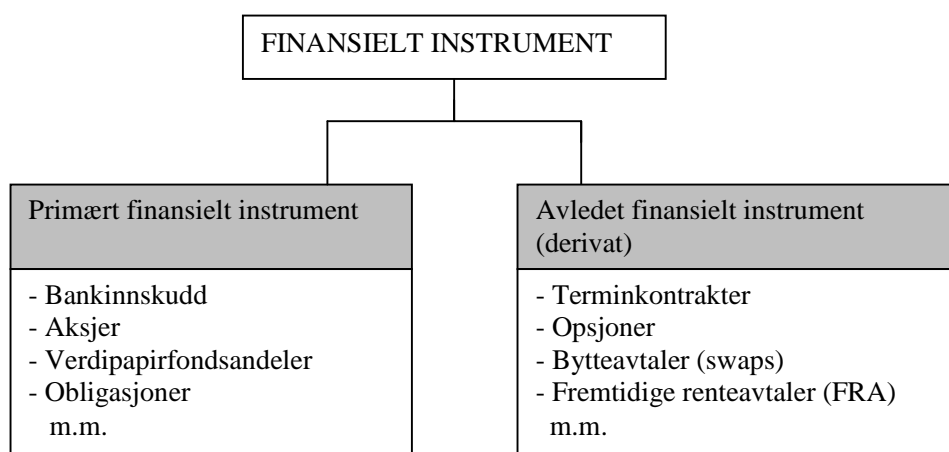 FINANSIELT INSTRUMENT
Primært finansielt instrument
- Bankinnskudd
- Aksjer
- Verdipapirfondsandeler
- Obligasjoner
m.m.
Avledet finansielt instrument
(derivat)
- Terminkontrakter
- Opsjoner
- Bytteavtaler (swaps)
- Fremtidige renteavtaler (FRA)
m.m.